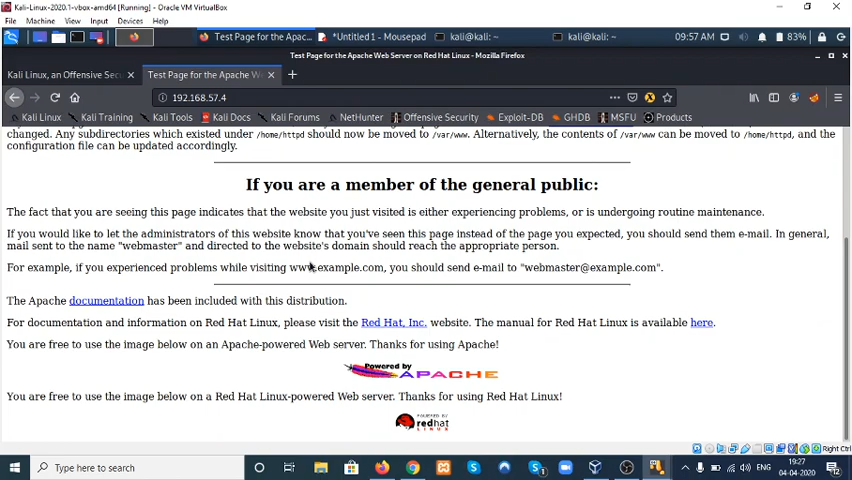 Kali-Linux-2020.1-vbox-amd64 [Running] - Oracle VM VirtualBox
File Machine View Input Devices Help
Test Page for the Apac... *Untitled 1 - Mousepad kali@kali: ~ kali@kali: ~ 09:57 AM 83%
Test Page for the Apache Web Server on Red Hat Linux - Mozilla Firefox
Kali Linux, an Offensive Sec Test Page for the Apache W
192.168.57.4
Kali Linux Kali Training Kali Tools Kali Docs Kali Forums NetHunter Offensive Security Exploit-DB GHDB MSFU Products
changed. Any subdirectories which existed under /home/httpd should now be moved to /var/www. Alternatively, the contents of /var/www can be moved to /home/httpd, and the
configuration file can be updated accordingly.
If you are a member of the general public:
The fact that you are seeing this page indicates that the website you just visited is either experiencing problems, or is undergoing routine maintenance.
If you would like to let the administrators of this website know that you've seen this page instead of the page you expected, you should send them e-mail. In general,
mail sent to the name "webmaster" and directed to the website's domain should reach the appropriate person.
For example, if you experienced problems while visiting www.example.com, you should send e-mail to "webmaster@example.com".
The Apache documentation has been included with this distribution.
For documentation and information on Red Hat Linux, please visit the Red Hat, Inc. website. The manual for Red Hat Linux is available here.
You are free to use the image below on an Apache-powered Web server. Thanks for using Apache!
Powered by
APACHE
You are free to use the image below on a Red Hat Linux-powered Web server. Thanks for using Red Hat Linux!
POWERED BY
redhat
LINUX
Right Ctrl
Type here to search
ENG
19:27
04-04-2020
12